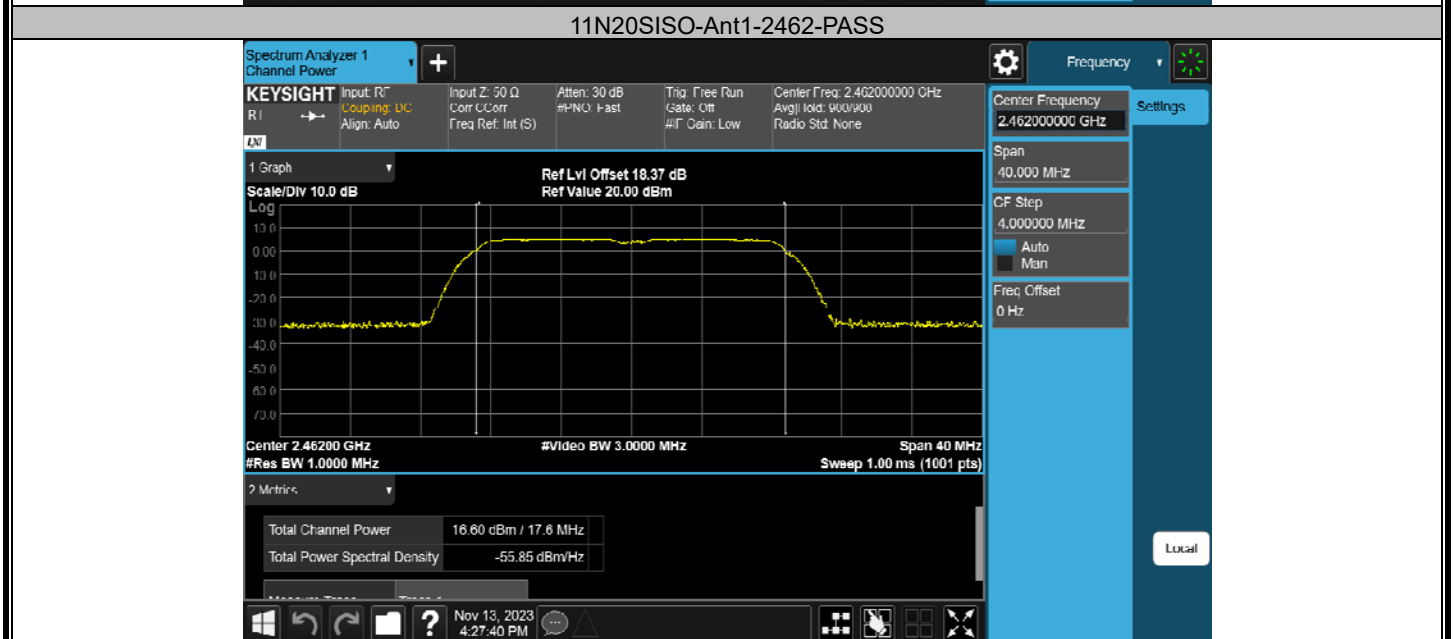 11N20SISO-Ant1-2462-PASS
Spectrum Analyzer 1
Channel Power
Frequency
KEYSIGHT
Input: RF
Coupling: DC
Align: Auto
Input Z: 50 Ω
Corr CCorr
Freq Ref: Int (S)
Atten: 30 dB
#PNO: Fast
Trig: Free Run
Gate: Off
#IF Gain: Low
Center Freq: 2.462000000 GHz
Avg|Hold: 900/900
Radio Std: None
LXI
Center Frequency
2.462000000 GHz
Settings
Span
40.000 MHz
CF Step
4.000000 MHz
Auto
Man
Freq Offset
0 Hz
1 Graph
Scale/Div 10.0 dB
Ref Lvl Offset 18.37 dB
Ref Value 20.00 dBm
Log
10.0
0.00
-20.0
-40.0
-50.0
Center 2.46200 GHz
#Res BW 1.0000 MHz
#Video BW 3.0000 MHz
Span 40 MHz
Sweep 1.00 ms (1001 pts)
2 Metrics
Total Channel Power 16.60 dBm / 17.6 MHz
Total Power Spectral Density -55.85 dBm/Hz
Local
?
Nov 13, 2023
4:27:40 PM